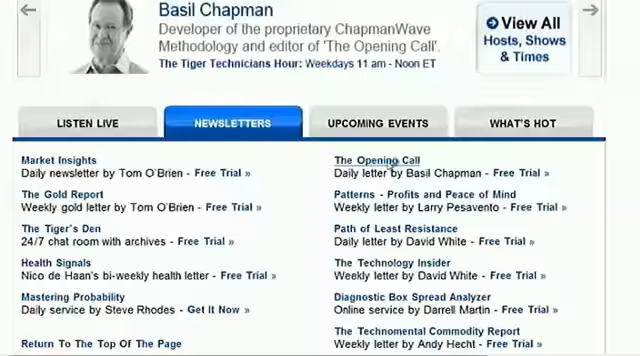 Basil Chapman
Developer of the proprietary ChapmanWave
Methodology and editor of 'The Opening Call'.
The Tiger Technicians Hour: Weekdays 11 am - Noon ET
View All
Hosts, Shows
& Times
LISTEN LIVE
NEWSLETTERS
UPCOMING EVENTS
WHAT'S HOT
Market Insights
Daily newsletter by Tom O'Brien - Free Trial »
The Gold Report
Weekly gold letter by Tom O'Brien - Free Trial »
The Tiger's Den
24/7 chat room with archives - Free Trial »
Health Signals
Nico de Haan's bi-weekly health letter - Free Trial »
Mastering Probability
Daily service by Steve Rhodes - Get It Now »
Return To The Top Of The Page
The Opening Call
Daily letter by Basil Chapman - Free Trial »
Patterns - Profits and Peace of Mind
Weekly letter by Larry Pesavento - Free Trial »
Path of Least Resistance
Daily letter by David White - Free Trial »
The Technology Insider
Weekly letter by David White - Free Trial »
Diagnostic Box Spread Analyzer
Online service by Darrell Martin - Free Trial »
The Technomental Commodity Report
Weekly letter by Andy Hecht - Free Trial »